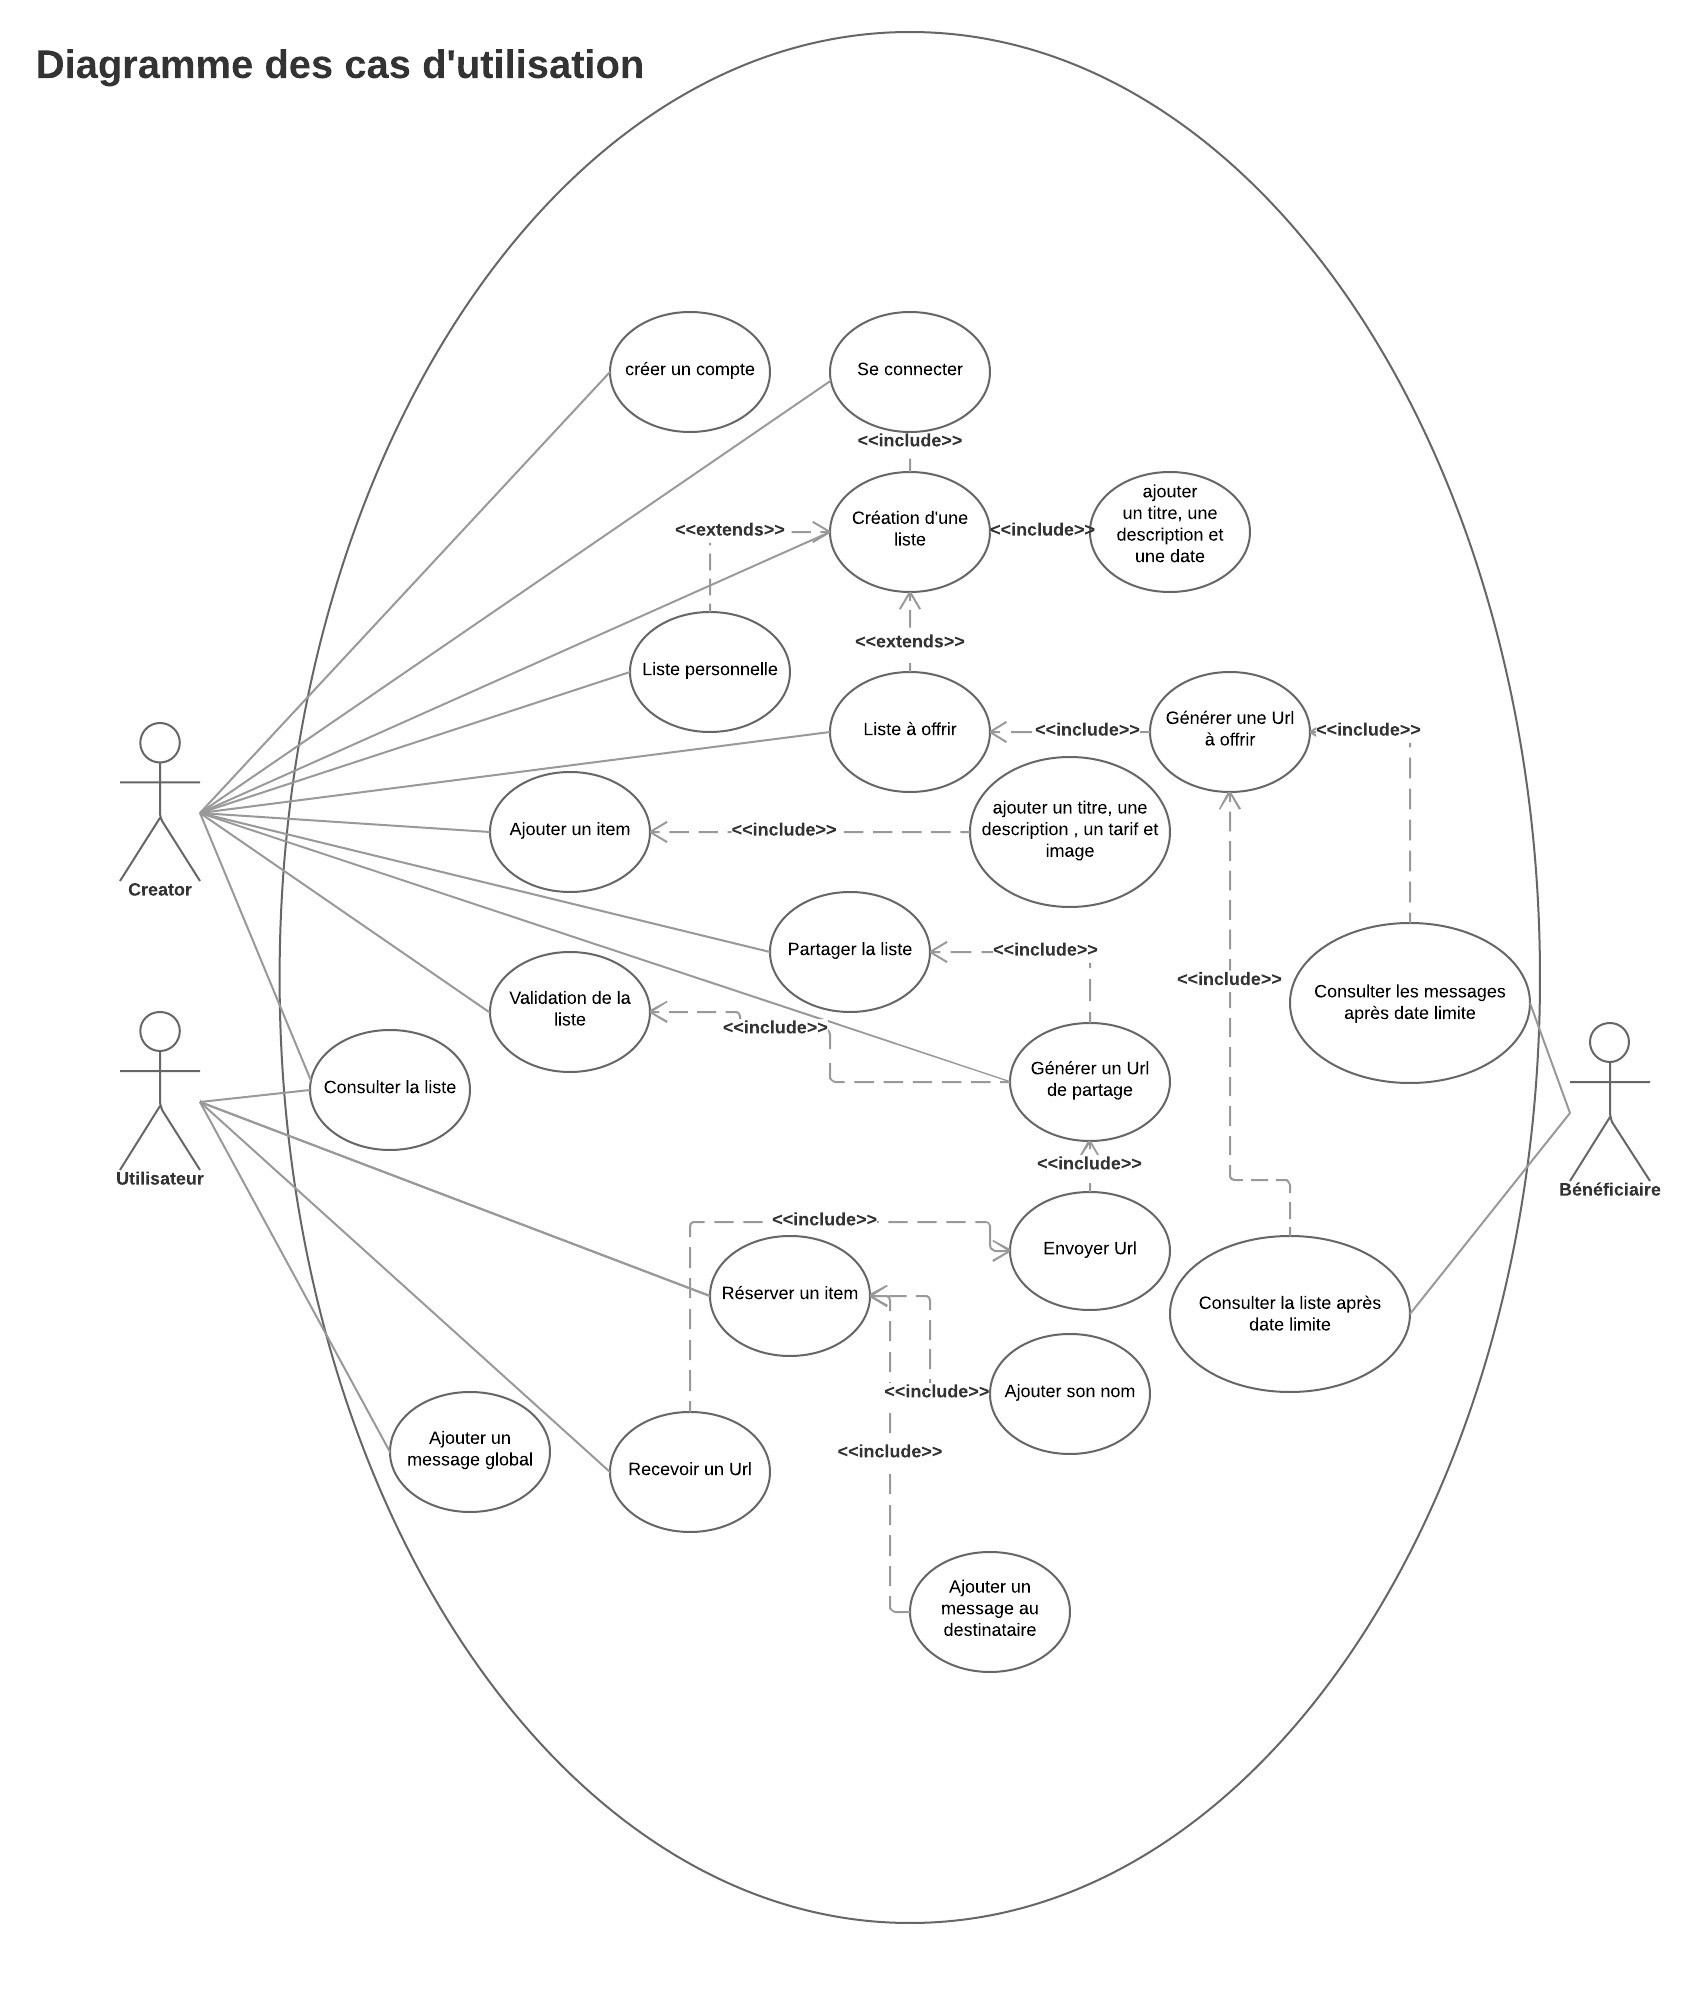 Diagramme des cas d'utilisation
créer un compte
Se connecter
<<include>>
Création d'une
liste
<<include>>
ajouter
un titre, une
description et
une date
<<extends>>
<<extends>>
Liste personnelle
Liste à offrir
<<include>>
Générer une Url
à offrir
<<include>>
Ajouter un item
<<include>>
ajouter un titre, une
description , un tarif et
image
Creator
Partager la liste
<<include>>
<<include>>
Consulter les messages
après date limite
Validation de la
liste
<<include>>
Générer un Url
de partage
Consulter la liste
Utilisateur
<<include>>
Bénéficiaire
<<include>>
Envoyer Url
Réserver un item
Consulter la liste après
date limite
<<include>>
Ajouter son nom
Ajouter un
message global
<<include>>
Recevoir un Url
Ajouter un
message au
destinataire